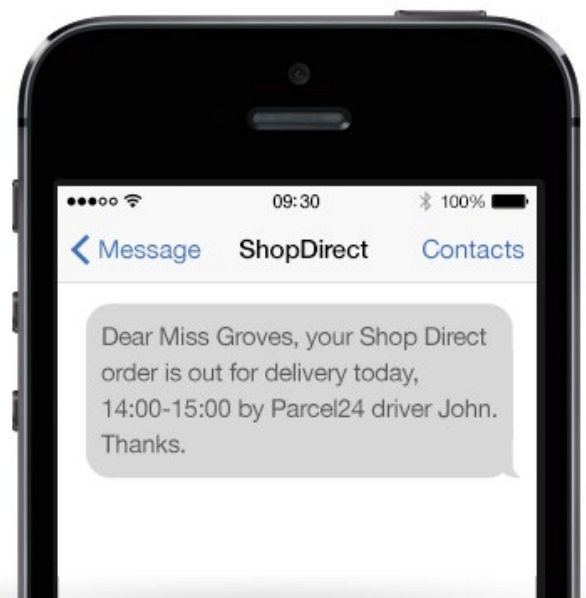 09:30 100%
Message ShopDirect Contacts
Dear Miss Groves, your Shop Direct
order is out for delivery today,
14:00-15:00 by Parcel24 driver John.
Thanks.